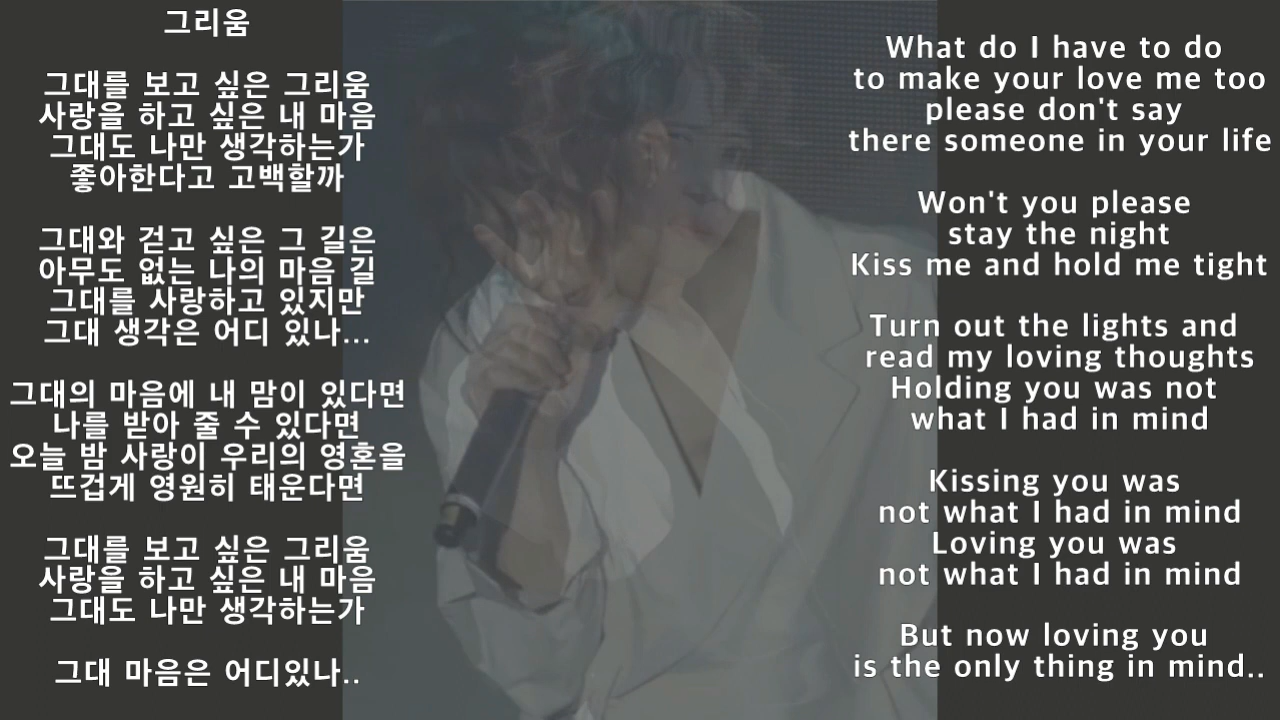 그리움
그대를 보고 싶은 그리움
사랑을 하고 싶은 내 마음
그대도 나만 생각하는가
좋아한다고 고백할까
그대와 걷고 싶은 그 길은
아무도 없는 나의 마음 길
그대를 사랑하고 있지만
그대 생각은 어디 있나...
그대의 마음에 내 맘이 있다면
나를 받아 줄 수 있다면
오늘 밤 사랑이 우리의 영혼을
뜨겁게 영원히 태운다면
그대를 보고 싶은 그리움
사랑을 하고 싶은 내 마음
그대도 나만 생각하는가
그대 마음은 어디있나..
What do I have to do
to make your love me too
please don't say
there someone in your life
Won't you please
stay the night
Kiss me and hold me tight
Turn out the lights and
read my loving thoughts
Holding you was not
what I had in mind
Kissing you was
not what I had in mind
Loving you was
not what I had in mind
But now loving you
is the only thing in mind..